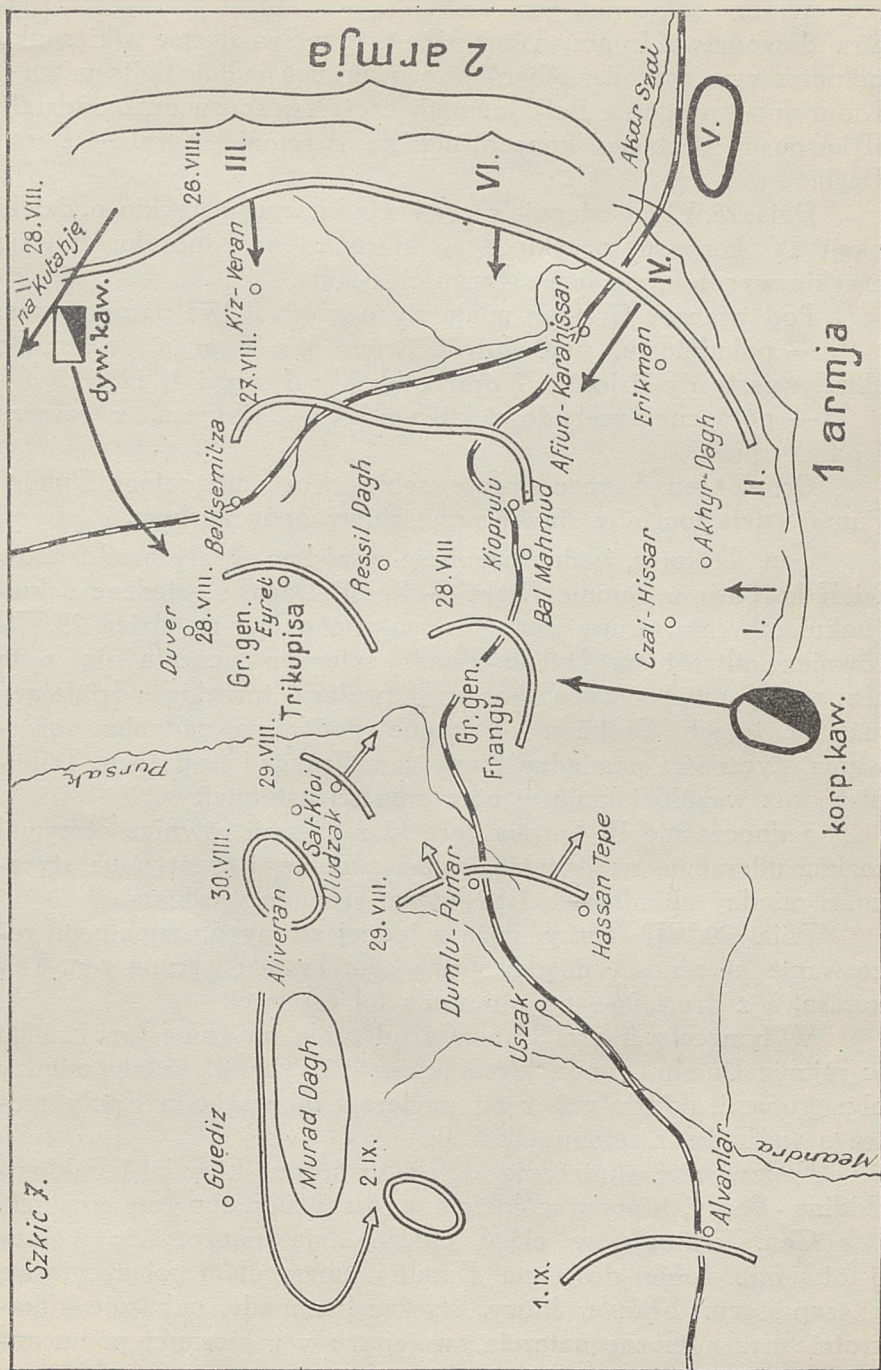 Szkic 7.
2 armja
28.VIII.
na Kutahję
dyw. kaw.
26.VIII.
III.
Kiz-Veran
27.VIII.
VI.
Akar Szai
V.
IV.
Afiun-Karahissar
Erikman
Beltsemitza
Duver
28.VIII.
Gr. gen.
Eyret
Trikupisa
Ressil Dagh
Kioprulu
Bal Mahmud
28.VIII
Gr. gen.
Frangu
Czai-Hissar
Akhyr-Dagh
II.
I.
1 armja
korp. kaw.
Pursak
29.VIII.
Sal-Kioi
Uludzak
30.VIII.
Aliveran
29.VIII.
Dumlu-Punar
Hassan Tepe
Uszak
Guediz
Murad Dagh
2.IX.
Alvanlar
Meandra
1.IX.